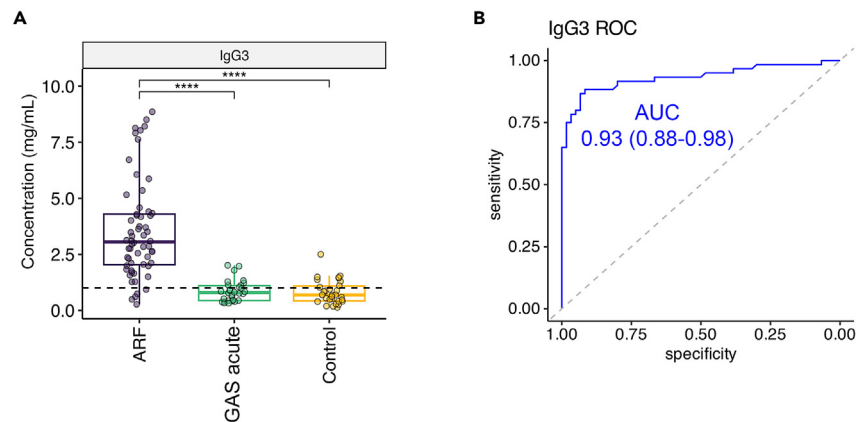 A
IgG3
Concentration (mg/mL)
10.0
7.5
5.0
2.5
0.0
****
****
ARF
GAS acute
Control
B
IgG3 ROC
sensitivity
1.00
0.75
0.50
0.25
0.00
AUC
0.93 (0.88-0.98)
1.00 0.75 0.50 0.25 0.00
specificity